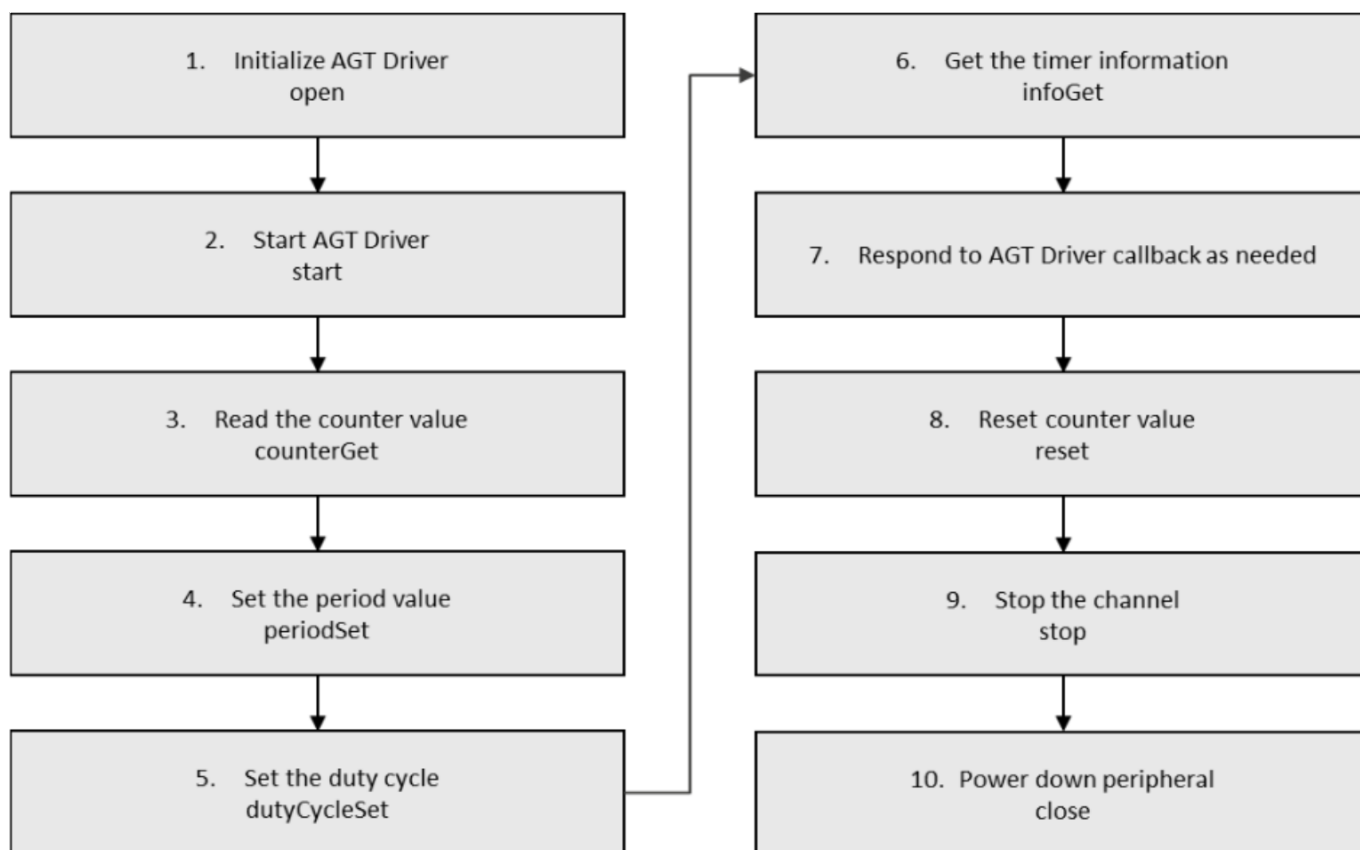 1. Initialize AGT Driver
open
2. Start AGT Driver
start
3. Read the counter value
counterGet
4. Set the period value
periodSet
5. Set the duty cycle
dutyCycleSet
6. Get the timer information
infoGet
7. Respond to AGT Driver callback as needed
8. Reset counter value
reset
9. Stop the channel
stop
10. Power down peripheral
close